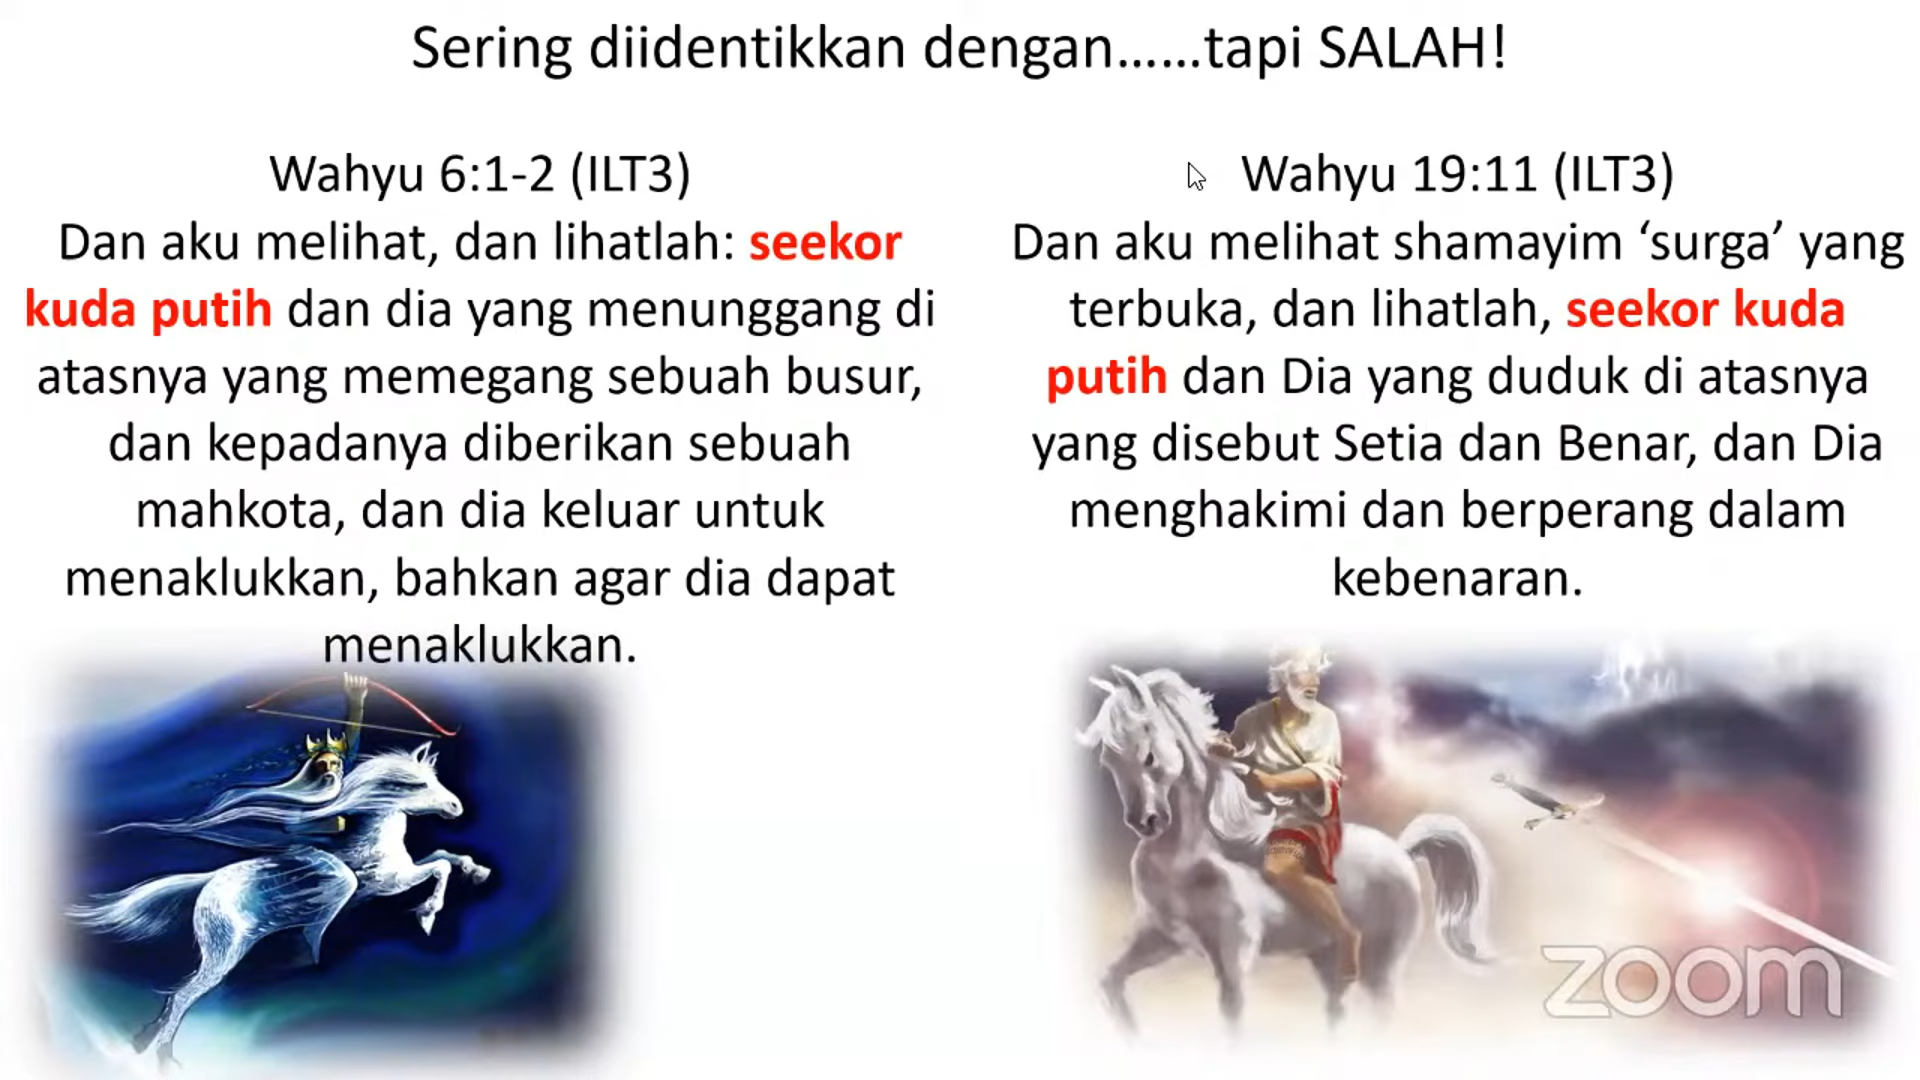 Sering diidentikkan dengan......tapi SALAH!
Wahyu 6:1-2 (ILT3)
Dan aku melihat, dan lihatlah: seekor
kuda putih dan dia yang menunggang di
atasnya yang memegang sebuah busur,
dan kepadanya diberikan sebuah
mahkota, dan dia keluar untuk
menaklukkan, bahkan agar dia dapat
menaklukkan.
Wahyu 19:11 (ILT3)
Dan aku melihat shamayim ‘surga’ yang
terbuka, dan lihatlah, seekor kuda
putih dan Dia yang duduk di atasnya
yang disebut Setia dan Benar, dan Dia
menghakimi dan berperang dalam
kebenaran.
zoom